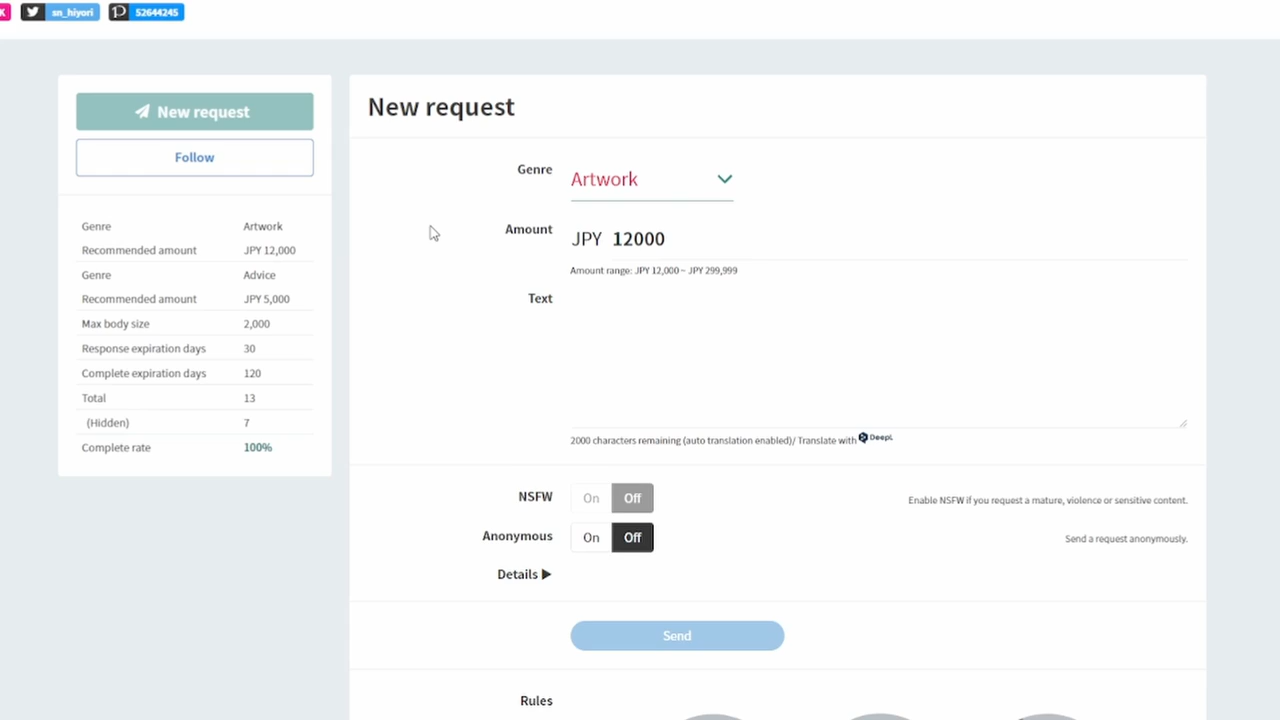 K sn_hiyori 52644245
New request
Follow
Genre Artwork
Recommended amount JPY 12,000
Genre Advice
Recommended amount JPY 5,000
Max body size 2,000
Response expiration days 30
Complete expiration days 120
Total 13
(Hidden) 7
Complete rate 100%
New request
Genre Artwork
Amount JPY 12000
Amount range: JPY 12,000 ~ JPY 299,999
Text
2000 characters remaining (auto translation enabled)/ Translate with DeepL
NSFW On Off Enable NSFW if you request a mature, violence or sensitive content.
Anonymous On Off Send a request anonymously.
Details ▶
Send
Rules